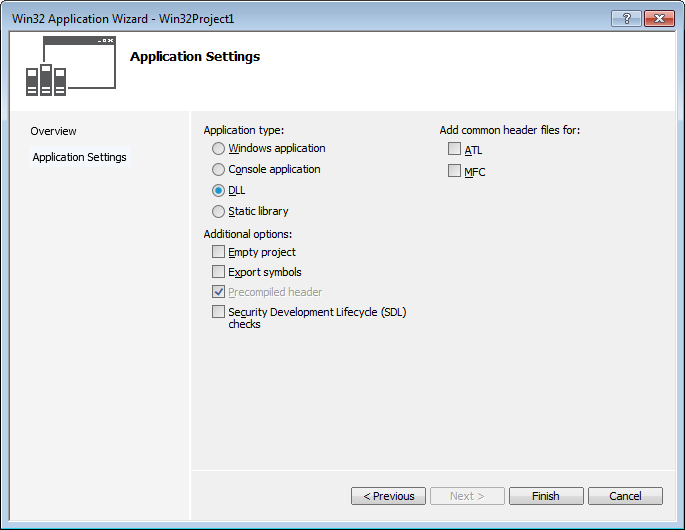 Win32 Application Wizard - Win32Project1
?
Application Settings
Overview
Application Settings
Application type:
Windows application
Console application
DLL
Static library
Additional options:
Empty project
Export symbols
Precompiled header
Security Development Lifecycle (SDL)
checks
Add common header files for:
ATL
MFC
< Previous
Next >
Finish
Cancel